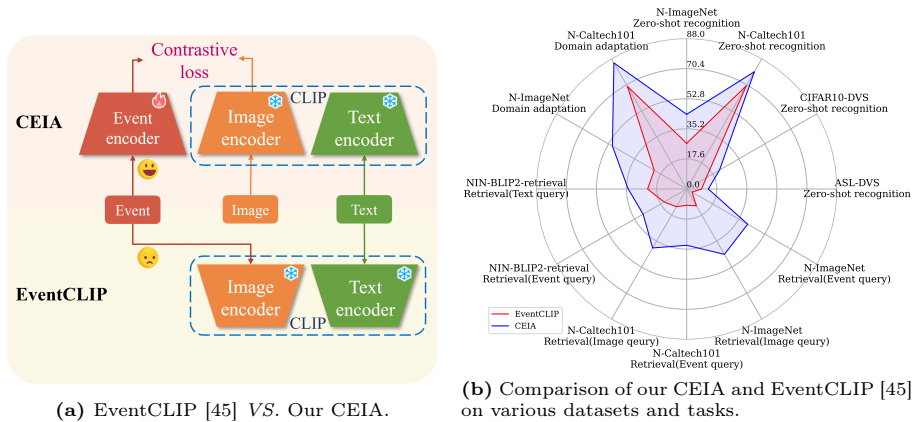 Contrastive
loss
CLIP
CEIA
Event
encoder
Image
encoder
Text
encoder
Event
Image
Text
EventCLIP
Image
encoder
Text
encoder
CLIP
(a) EventCLIP [45] VS. Our CEIA.
N-ImageNet
Zero-shot recognition
N-Caltech101
Domain adaptation
N-Caltech101
Zero-shot recognition
88.0
70.4
52.8
35.2
17.6
0.0
N-ImageNet
Domain adaptation
CIFAR10-DVS
Zero-shot recognition
NIN-BLIP2-retrieval
Retrieval(Text query)
ASL-DVS
Zero-shot recognition
NIN-BLIP2-retrieval
Retrieval(Event query)
N-ImageNet
Retrieval(Event query)
N-Caltech101
Retrieval(Image qeury)
N-ImageNet
Retrieval(Image qeury)
N-Caltech101
Retrieval(Event query)
EventCLIP
CEIA
(b) Comparison of our CEIA and EventCLIP [45]
on various datasets and tasks.